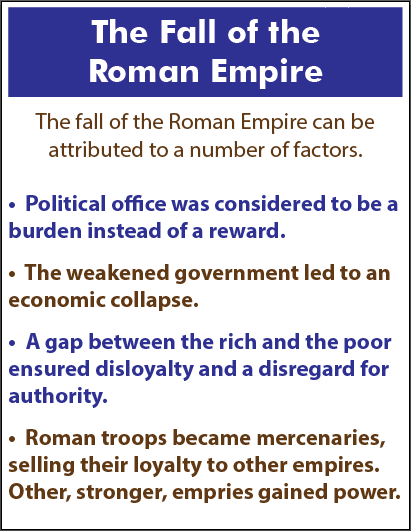 The Fall of the
Roman Empire
The fall of the Roman Empire can be
attributed to a number of factors.
• Political office was considered to be a
burden instead of a reward.
• The weakened government led to an
economic collapse.
• A gap between the rich and the poor
ensured disloyalty and a disregard for
authority.
• Roman troops became mercenaries,
selling their loyalty to other empires.
Other, stronger, empries gained power.